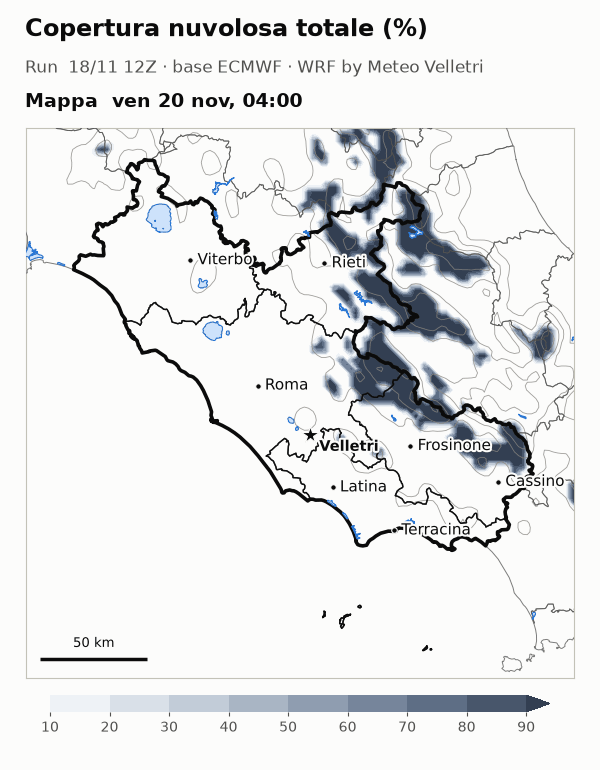 Copertura nuvolosa totale (%)
Run  18/11 12Z · base ECMWF · WRF by Meteo Velletri
Mappa  ven 20 nov, 04:00
Viterbo
Rieti
Roma
Velletri
Frosinone
Cassino
Latina
Terracina
50 km
10 20 30 40 50 60 70 80 90